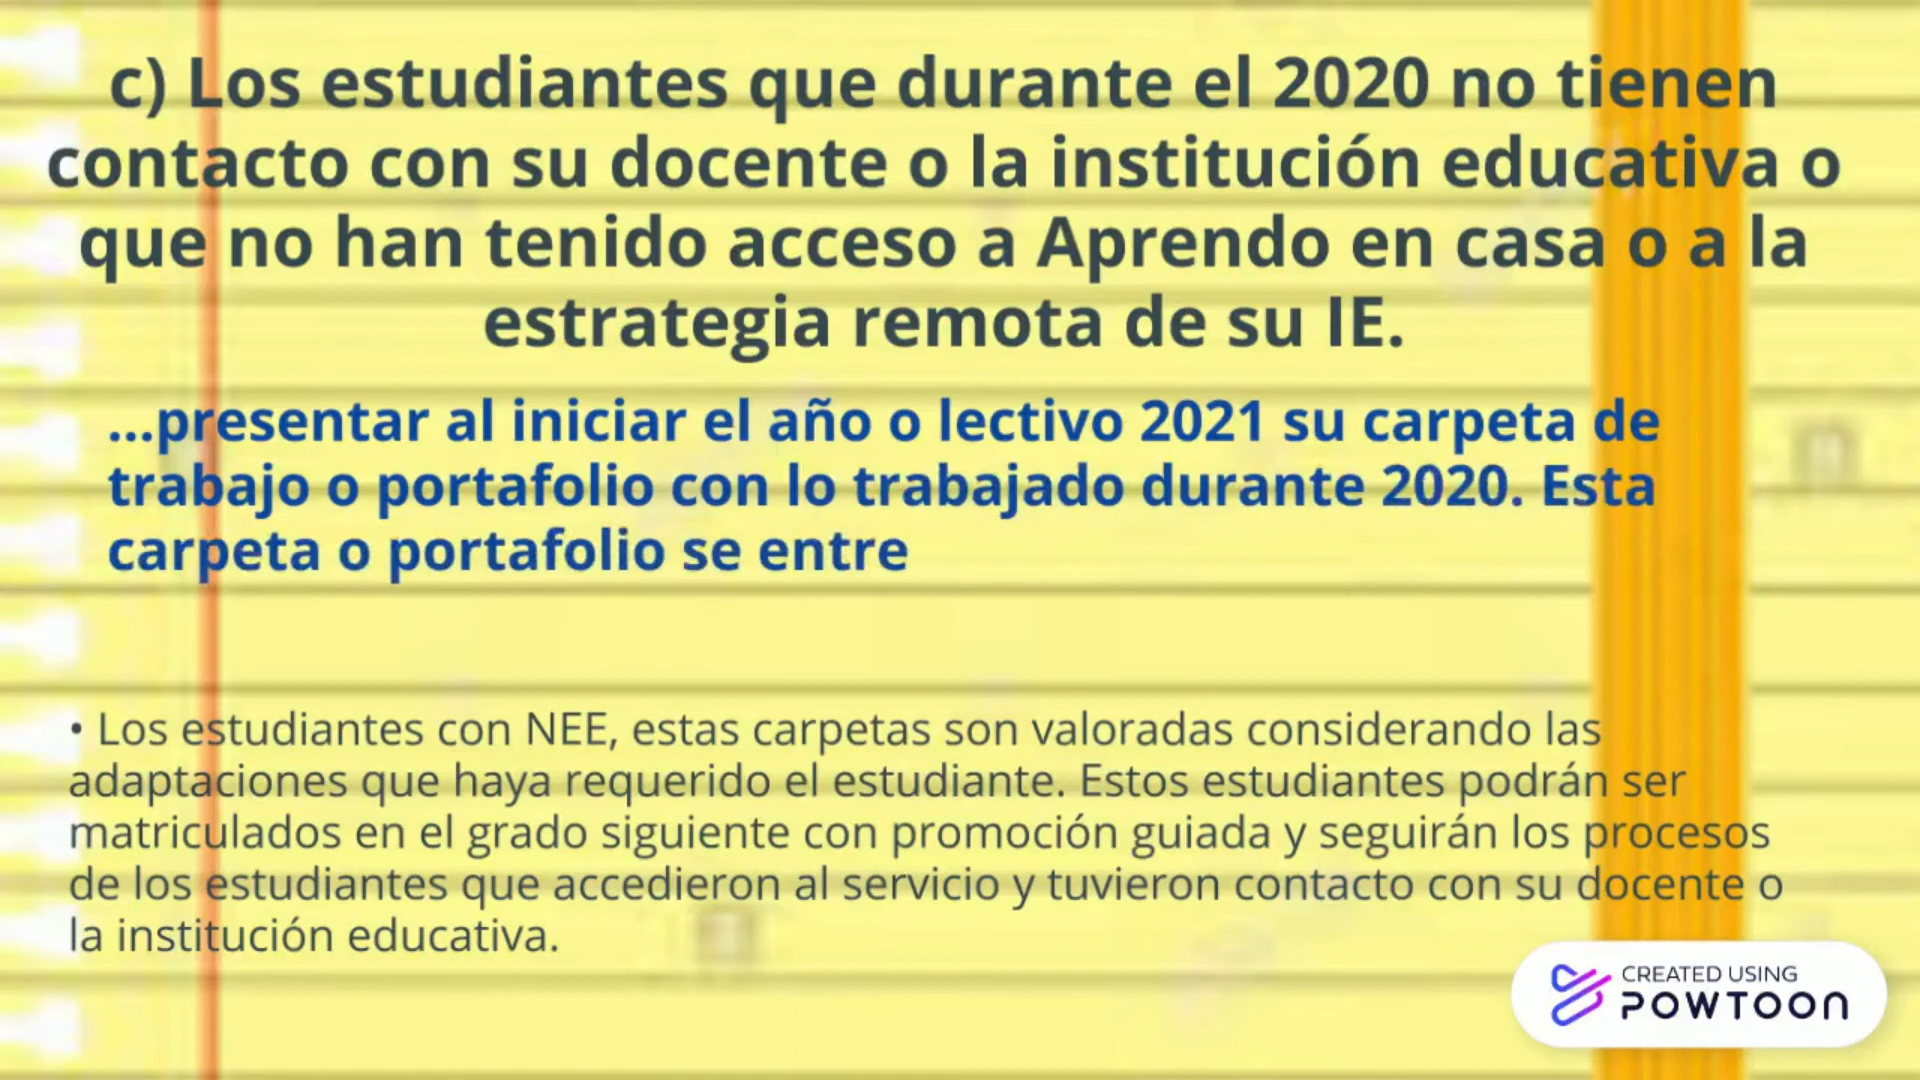 c) Los estudiantes que durante el 2020 no tienen
contacto con su docente o la institución educativa o
que no han tenido acceso a Aprendo en casa o a la
estrategia remota de su IE.
...presentar al iniciar el año o lectivo 2021 su carpeta de
trabajo o portafolio con lo trabajado durante 2020. Esta
carpeta o portafolio se entre
• Los estudiantes con NEE, estas carpetas son valoradas considerando las
adaptaciones que haya requerido el estudiante. Estos estudiantes podrán ser
matriculados en el grado siguiente con promoción guiada y seguirán los procesos
de los estudiantes que accedieron al servicio y tuvieron contacto con su docente o
la institución educativa.
CREATED USING
POWTOON